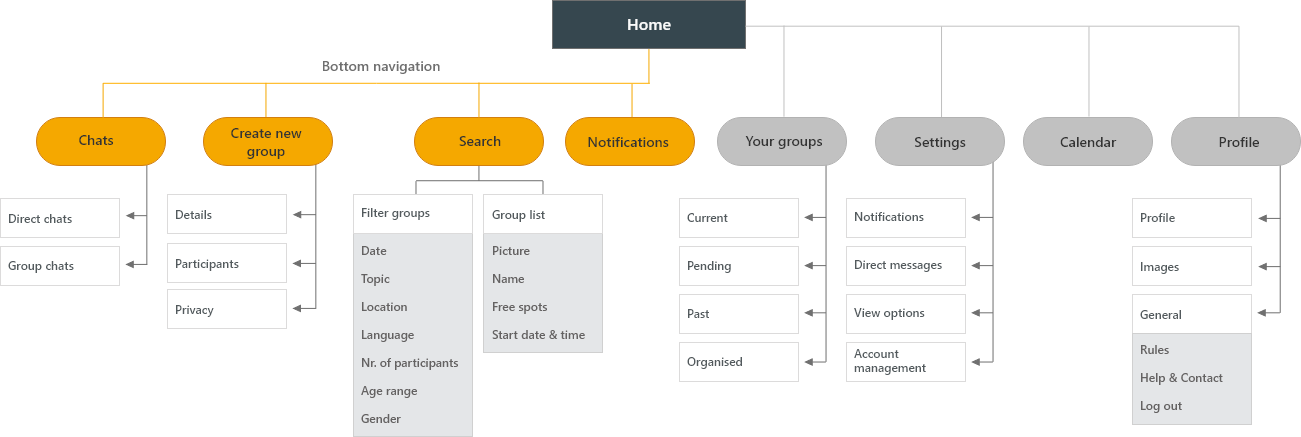 Home
Bottom navigation
Chats
Create new
group
Search
Notifications
Your groups
Settings
Calendar
Profile
Direct chats
Group chats
Details
Participants
Privacy
Filter groups
Date
Topic
Location
Language
Nr. of participants
Age range
Gender
Group list
Picture
Name
Free spots
Start date & time
Current
Pending
Past
Organised
Notifications
Direct messages
View options
Account
management
Profile
Images
General
Rules
Help & Contact
Log out